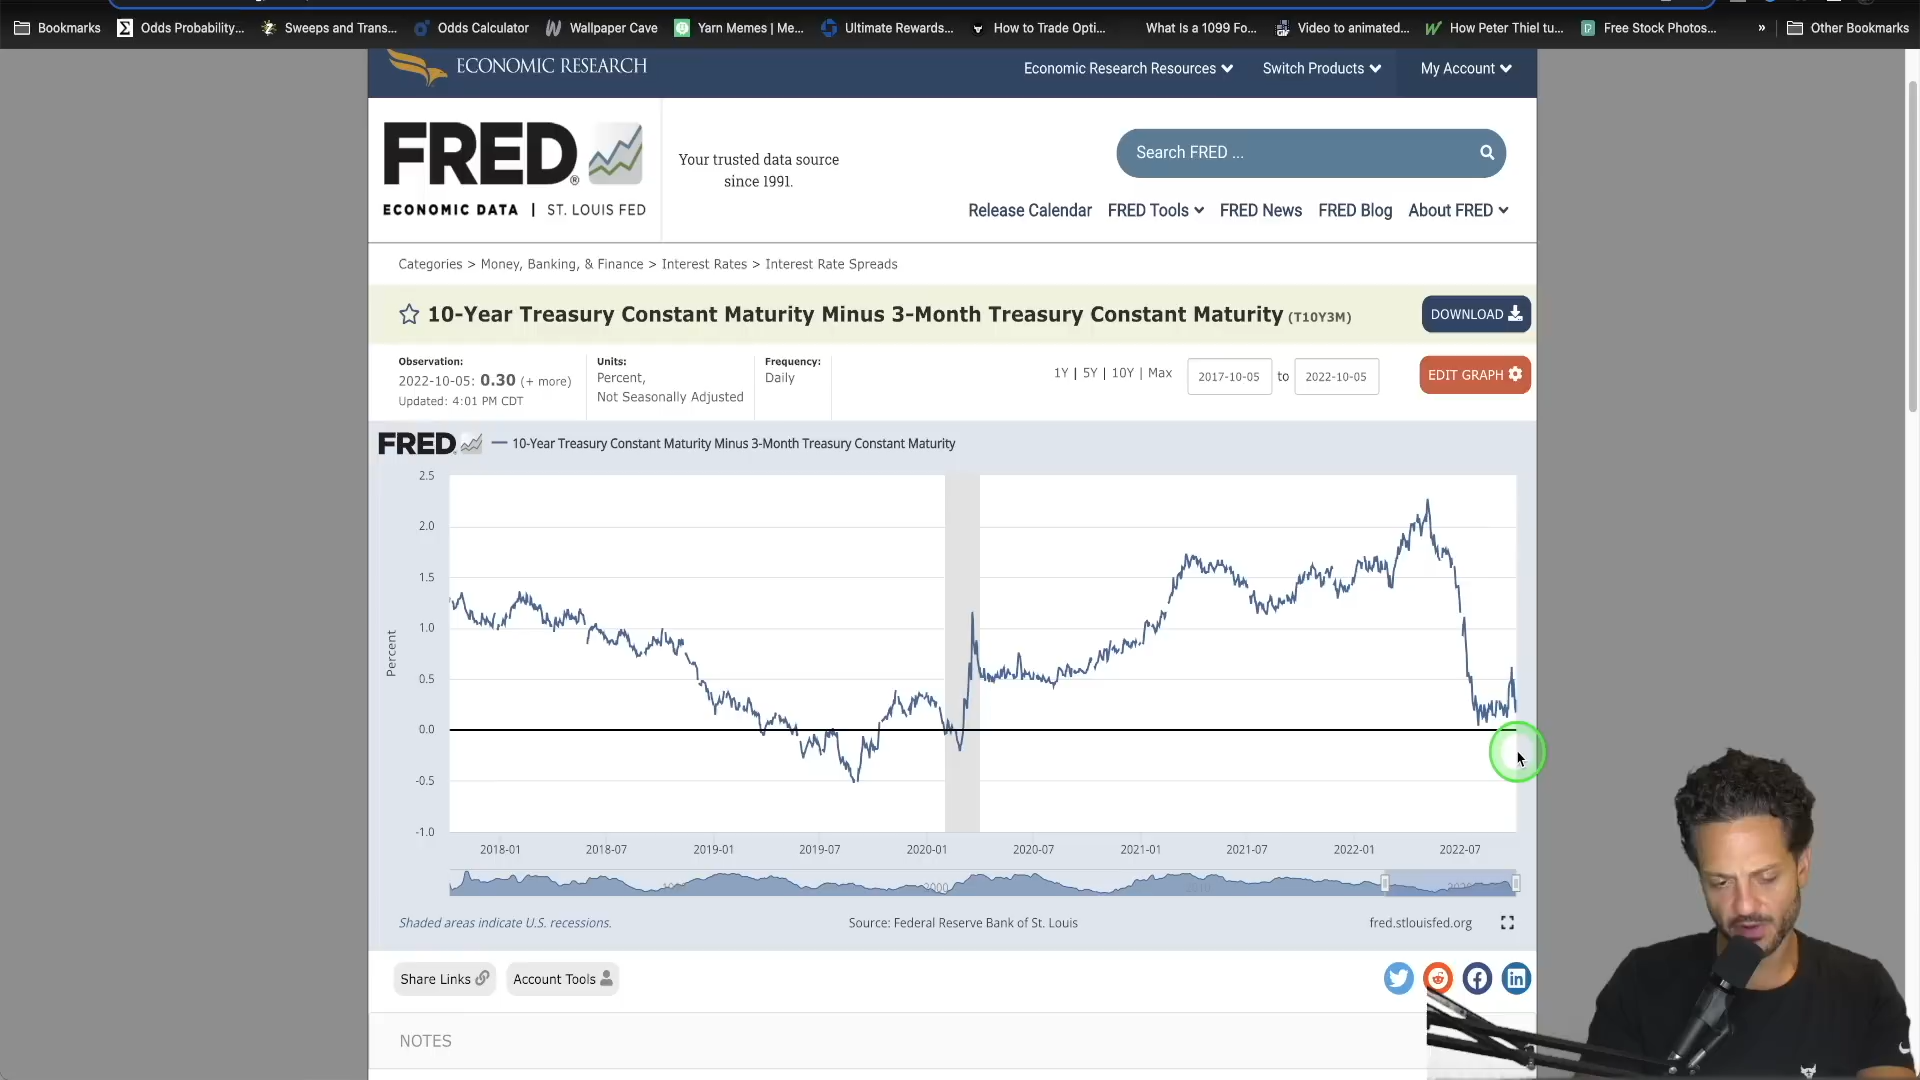 Bookmarks
Odds Probability...
Sweeps and Trans...
Odds Calculator
Wallpaper Cave
Yarn Memes | Me...
Ultimate Rewards...
How to Trade Opti...
What Is a 1099 Fo...
Video to animated...
How Peter Thiel tu...
Free Stock Photos...
»
Other Bookmarks
ECONOMIC RESEARCH
Economic Research Resources
Switch Products
My Account
FRED®
ECONOMIC DATA | ST. LOUIS FED
Your trusted data source
since 1991.
Search FRED ...
Release Calendar
FRED Tools
FRED News
FRED Blog
About FRED
Categories > Money, Banking, & Finance > Interest Rates > Interest Rate Spreads
10-Year Treasury Constant Maturity Minus 3-Month Treasury Constant Maturity (T10Y3M)
DOWNLOAD
Observation:
2022-10-05: 0.30 (+ more)
Updated: 4:01 PM CDT
Units:
Percent,
Not Seasonally Adjusted
Frequency:
Daily
1Y | 5Y | 10Y | Max
2017-10-05 to 2022-10-05
EDIT GRAPH
FRED
10-Year Treasury Constant Maturity Minus 3-Month Treasury Constant Maturity
2.5
2.0
1.5
1.0
0.5
0.0
-0.5
-1.0
Percent
2018-01
2018-07
2019-01
2019-07
2020-01
2020-07
2021-01
2021-07
2022-01
2022-07
2000
Shaded areas indicate U.S. recessions.
Source: Federal Reserve Bank of St. Louis
fred.stlouisfed.org
Share Links
Account Tools
NOTES